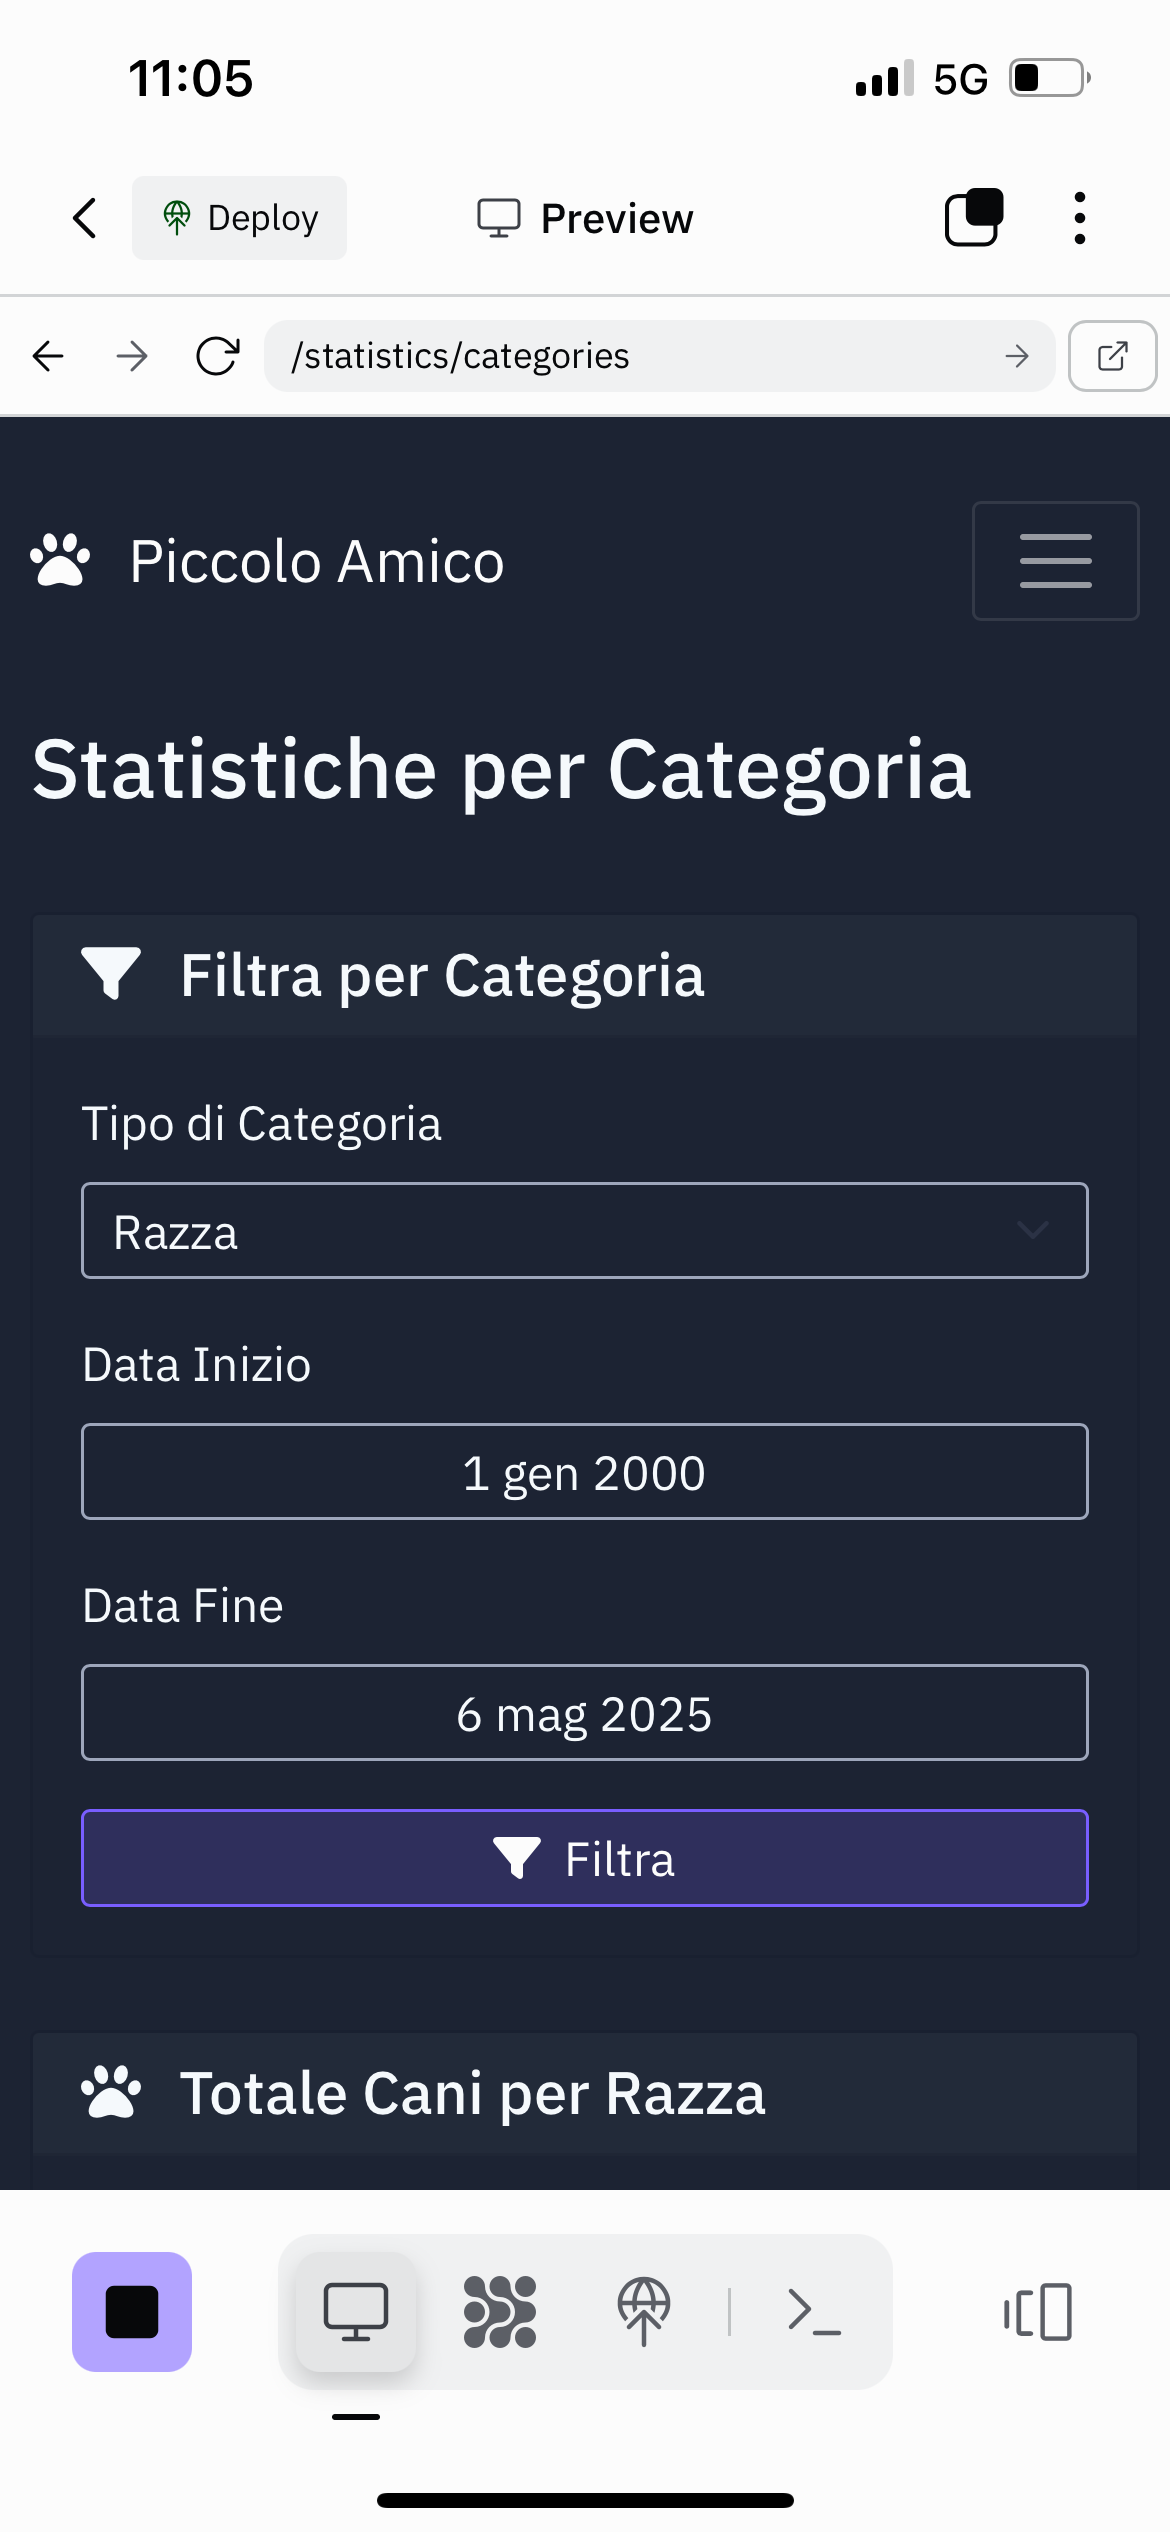 11:05
5G
Deploy
Preview
/statistics/categories
Piccolo Amico
Statistiche per Categoria
Filtra per Categoria
Tipo di Categoria
Razza
Data Inizio
1 gen 2000
Data Fine
6 mag 2025
Filtra
Totale Cani per Razza